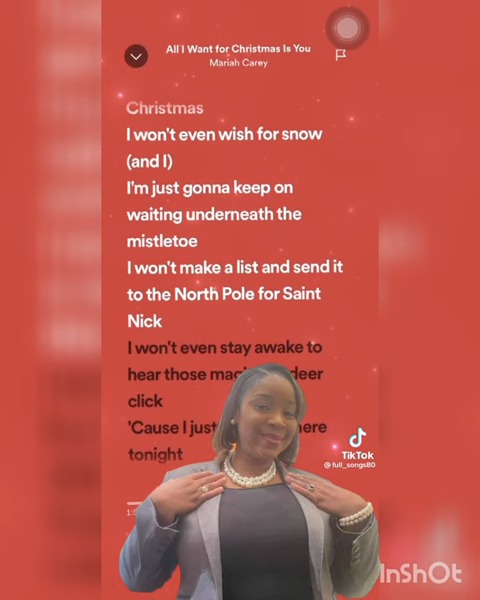 All I Want for Christmas Is You
Mariah Carey
Christmas
I won't even wish for snow
(and I)
I'm just gonna keep on
waiting underneath the
mistletoe
I won't make a list and send it
to the North Pole for Saint
Nick
I won't even stay awake to
hear those deer
click
'Cause I just here
tonight
TikTok
@full_songs80
InShOt